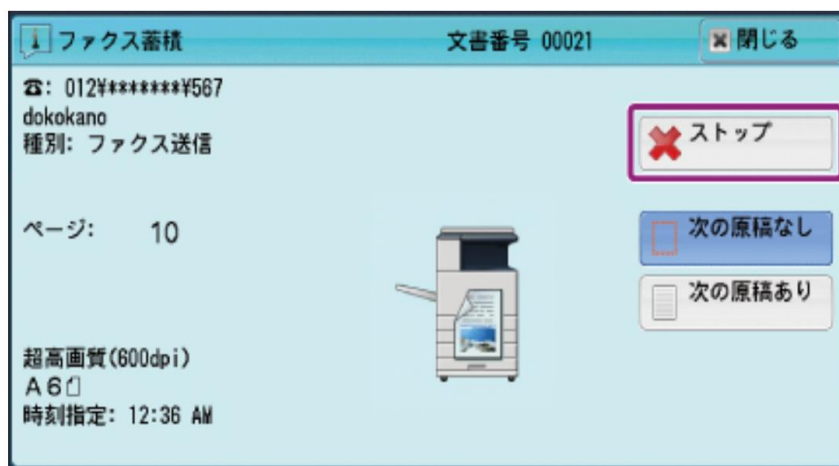 ファクス蓄積 文書番号 00021 閉じる
☎: 012¥*******¥567
dokokano
種別: ファクス送信
ストップ
ページ: 10
次の原稿なし
次の原稿あり
超高画質(600dpi)
A6
時刻指定: 12:36 AM